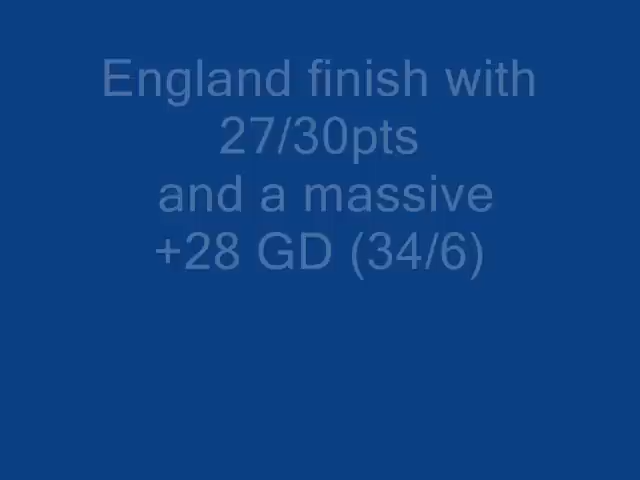 England finish with
27/30pts
and a massive
+28 GD (34/6)